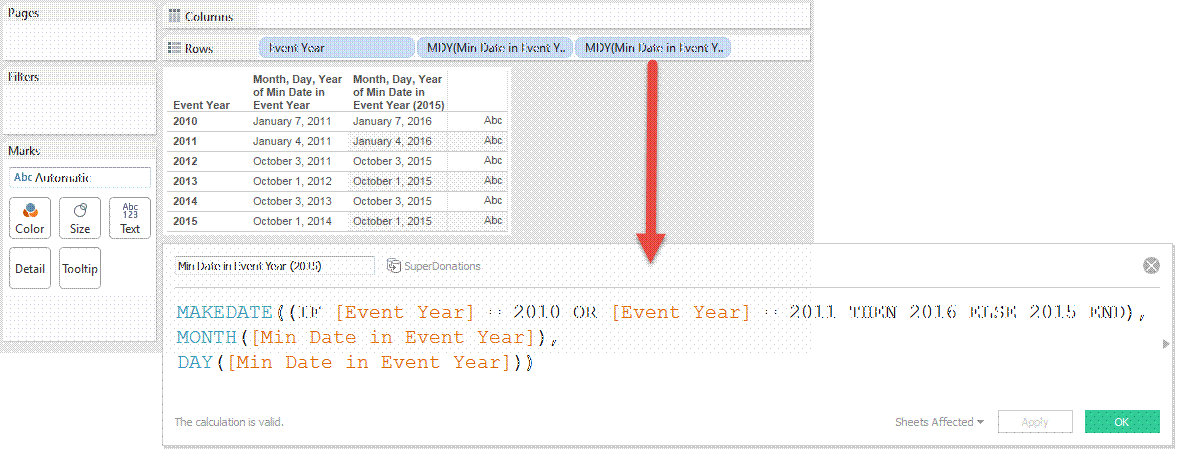 Pages
Columns
Rows
Event Year
MDY(Min Date in Event Y..
MDY(Min Date in Event Y..
Filters
Marks
Abc Automatic
Color
Size
Abc
123
Text
Detail
Tooltip
Event Year
Month, Day, Year
of Min Date in
Event Year
Month, Day, Year
of Min Date in
Event Year (2015)
2010 January 7, 2011 January 7, 2016 Abc
2011 January 4, 2011 January 4, 2016 Abc
2012 October 3, 2011 October 3, 2015 Abc
2013 October 1, 2012 October 1, 2015 Abc
2014 October 3, 2013 October 3, 2015 Abc
2015 October 1, 2014 October 1, 2015 Abc
Min Date in Event Year (2015)
SuperDonations
MAKEDATE((IF [Event Year] = 2010 OR [Event Year] = 2011 THEN 2016 ELSE 2015 END),
MONTH([Min Date in Event Year]),
DAY([Min Date in Event Year]))
The calculation is valid.
Sheets Affected
Apply
OK